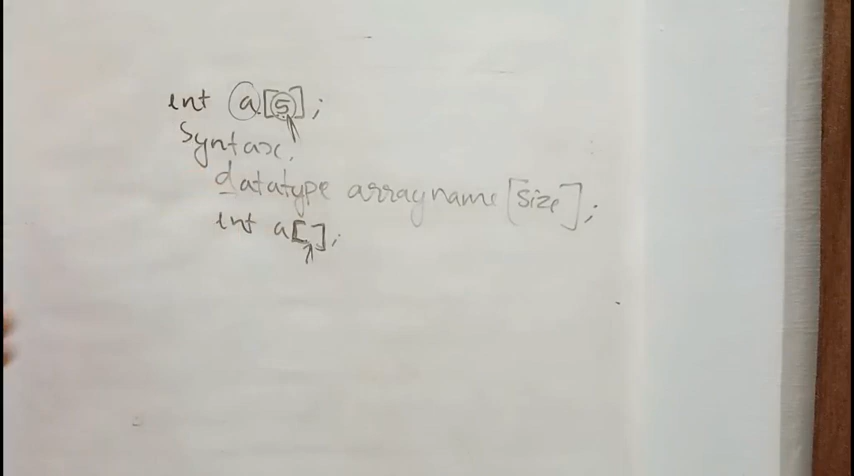 int a[5];
Syntax,
datatype arrayname[size];
int a[ ];